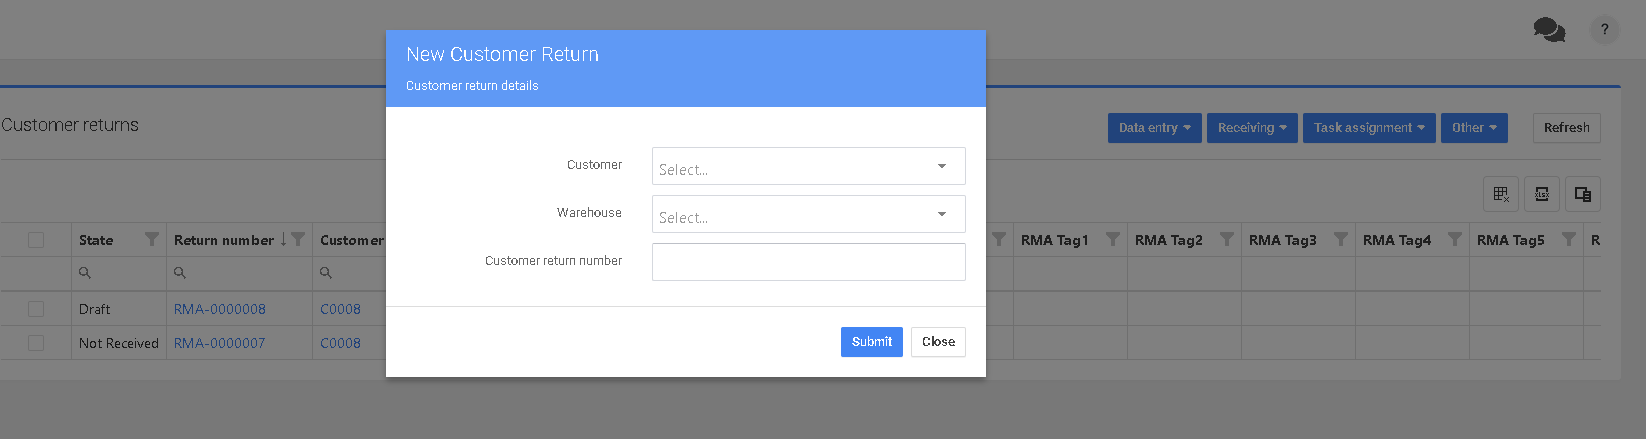 ?
New Customer Return
Customer return details
Customer returns
Data entry
Receiving
Task assignment
Other
Refresh
Customer
Select...
Warehouse
Select...
Customer return number
xlsx
State
Return number
Customer
RMA Tag1
RMA Tag2
RMA Tag3
RMA Tag4
RMA Tag5
R
Draft
RMA-0000008
C0008
Not Received
RMA-0000007
C0008
Submit
Close